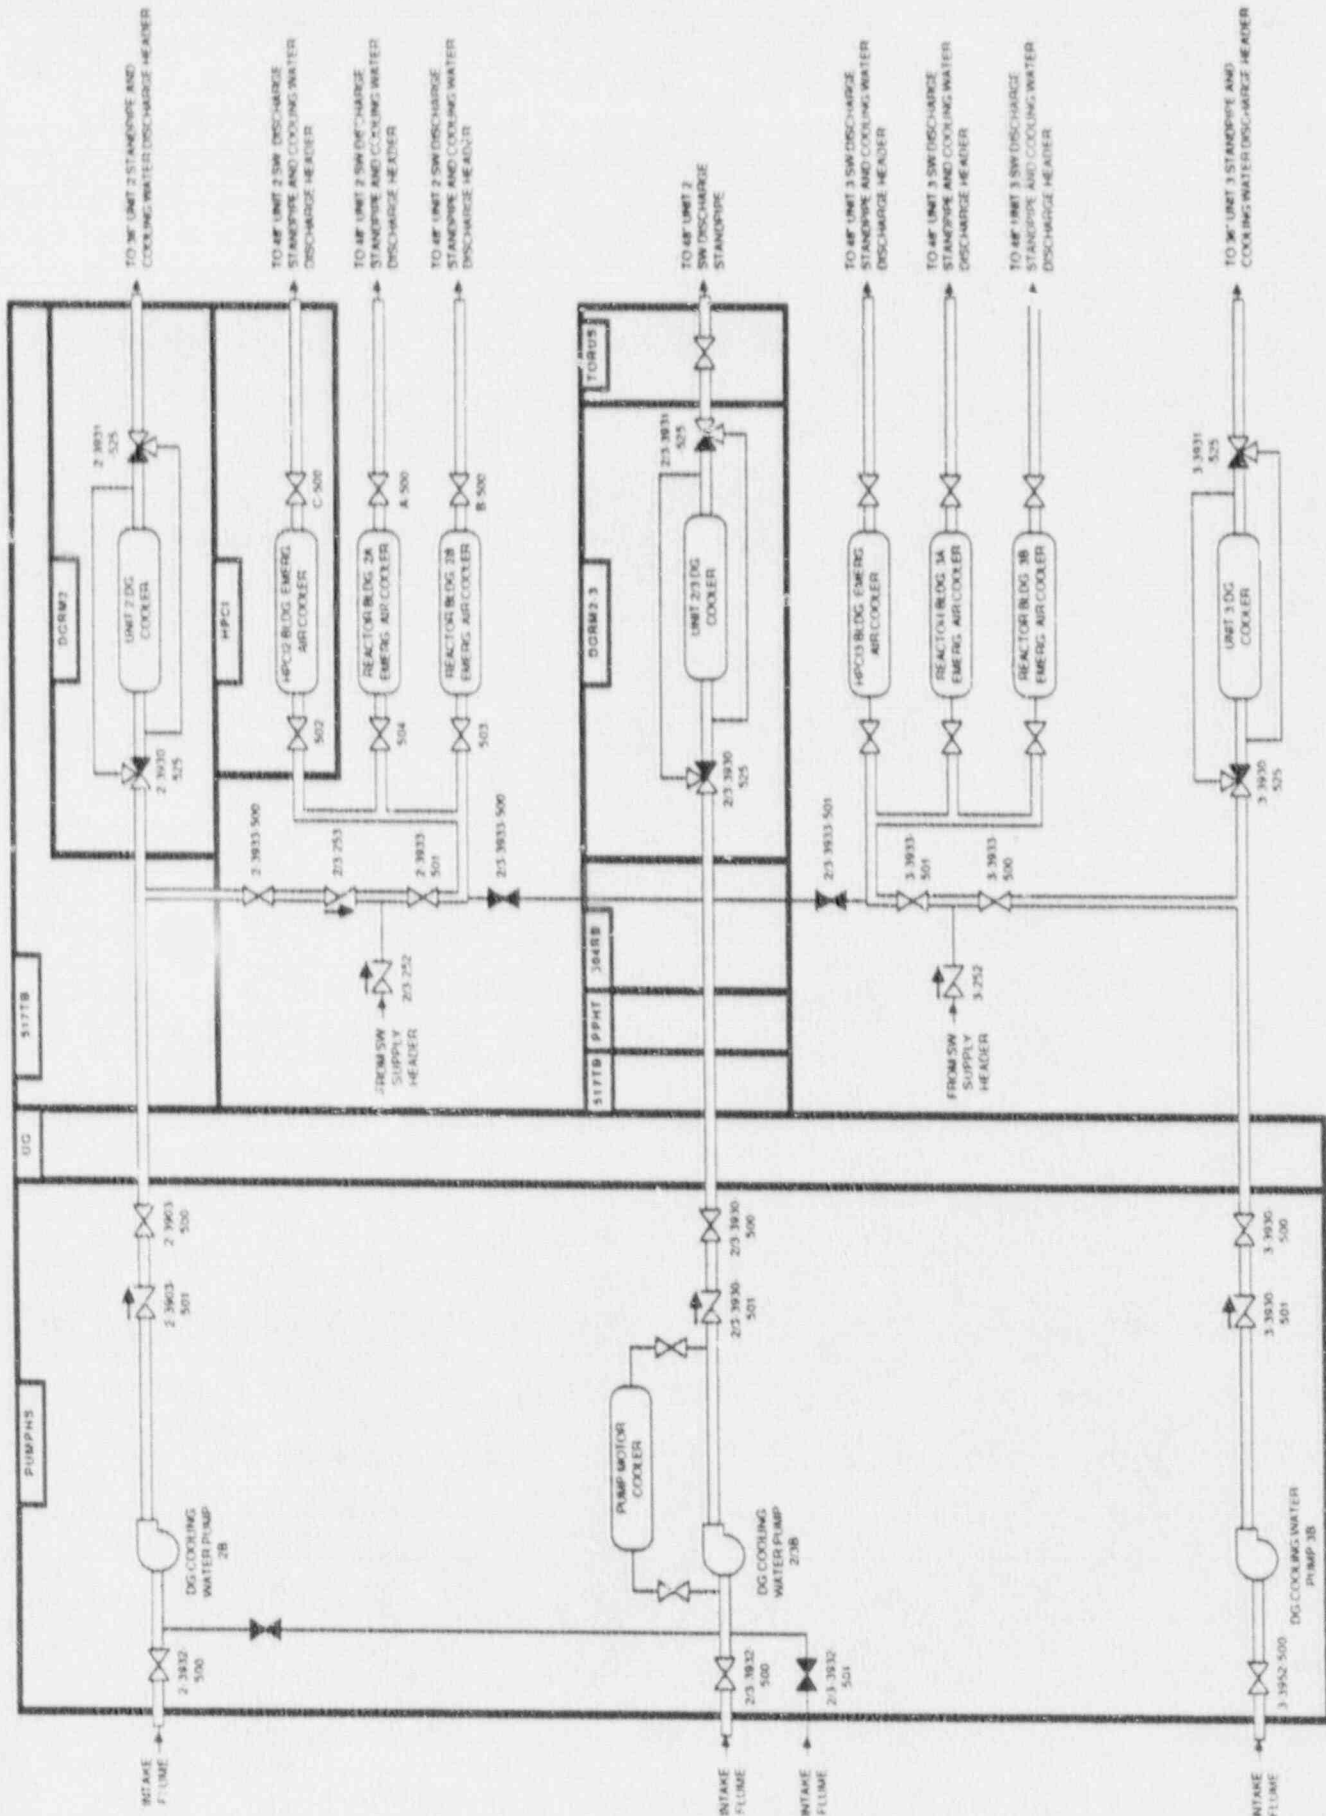 TO 36" UNIT 2 STANDPIPE AND
COOLING WATER DISCHARGE HEADER
TO 48" UNIT 2 SW DISCHARGE
STANDPIPE AND COOLING WATER
DISCHARGE HEADER
TO 48" UNIT 2 SW DISCHARGE
STANDPIPE AND COOLING WATER
DISCHARGE HEADER
TO 48" UNIT 2 SW DISCHARGE
STANDPIPE AND COOLING WATER
DISCHARGE HEADER
TO 48" UNIT 2
SW DISCHARGE
STANDPIPE
TO 48" UNIT 3 SW DISCHARGE
STANDPIPE AND COOLING WATER
DISCHARGE HEADER
TO 48" UNIT 3 SW DISCHARGE
STANDPIPE AND COOLING WATER
DISCHARGE HEADER
TO 48" UNIT 3 SW DISCHARGE
STANDPIPE AND COOLING WATER
DISCHARGE HEADER
TO 36" UNIT 3 STANDPIPE AND
COOLING WATER DISCHARGE HEADER
TORUS
2-3931
525
C-500
A-500
B-500
2/3-3931
525
3-3931
525
DGRM2
UNIT 2 DG
COOLER
HPCI
HPCI2 BLDG EMERG
AIR COOLER
REACTOR BLDG 2A
EMERG. AIR COOLER
REACTOR BLDG 2B
EMERG. AIR COOLER
DGRM2-3
UNIT 2/3 DG
COOLER
HPCI3 BLDG EMERG
AIR COOLER
REACTOR BLDG 3A
EMERG. AIR COOLER
REACTOR BLDG 3B
EMERG. AIR COOLER
UNIT 3 DG
COOLER
2-3930
525
502
504
503
2/3-3930
525
3-3930
525
2-3933-500
2/3-253
2-3933-
501
2/3-3933-500
2/3-3933-501
3-3933-
501
3-3933-
500
517TB
2/3-252
FROM SW
SUPPLY
HEADER
304RB
PPHT
517TB
3-252
FROM SW
SUPPLY
HEADER
UG
2-3903-
500
2-3903-
501
2/3-3930-
500
2/3-3930-
501
3-3930-
500
3-3930-
501
PUMPHS
PUMP MOTOR
COOLER
DG COOLING
WATER PUMP
2B
DG COOLING
WATER PUMP
2/3B
DG COOLING WATER
PUMP 3B
2-3932-
500
2/3-3932-
500
2/3-3932-
501
3-3952-500
INTAKE
FLUME
INTAKE
FLUME
INTAKE
FLUME
INTAKE
FLUME